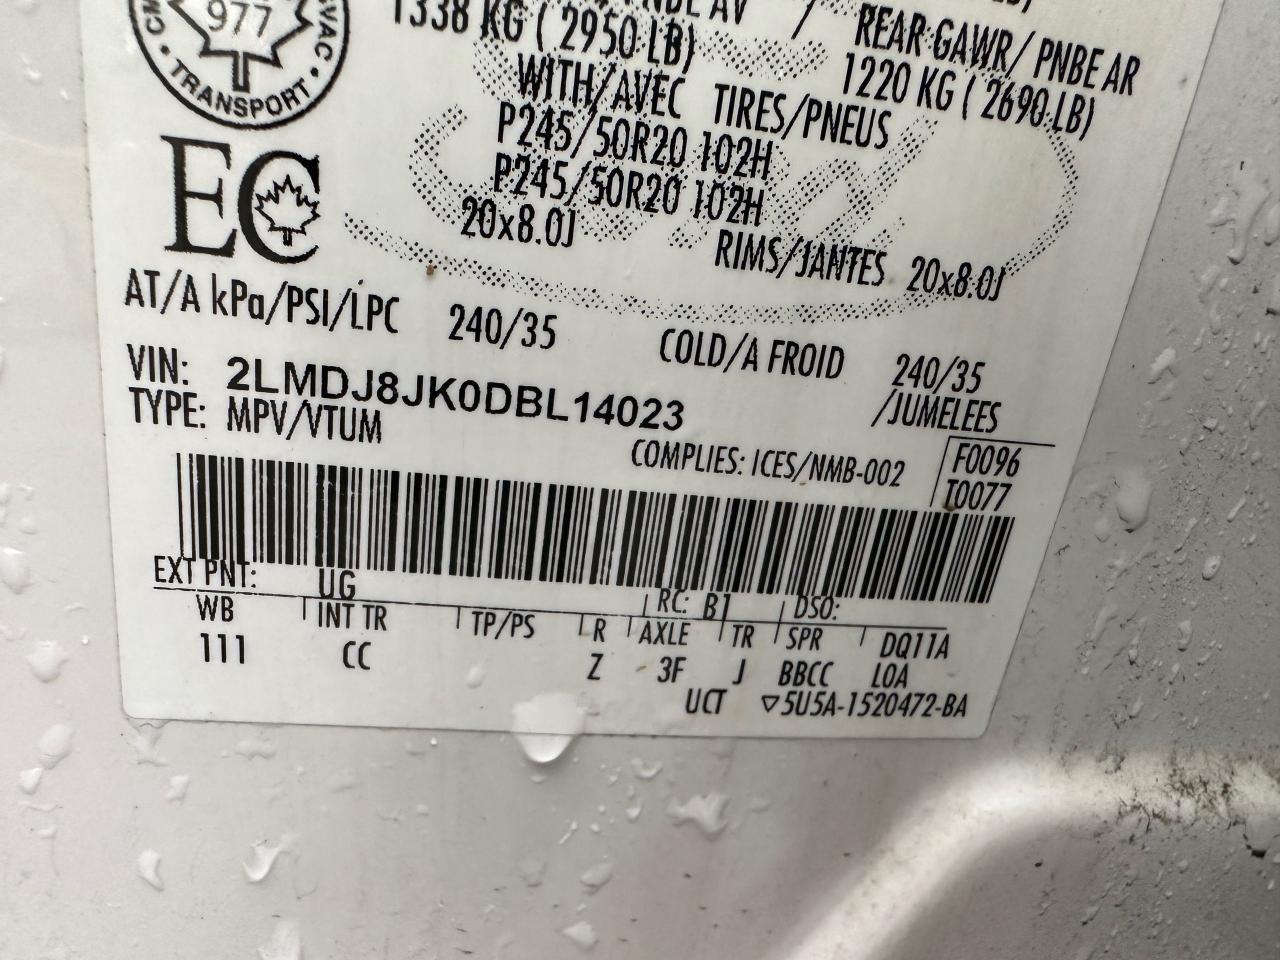 977
CMVAC
TRANSPORT
REAR GAWR/ PNBE AR
1338 KG ( 2950 LB)
1220 KG ( 2690 LB)
WITH/AVEC TIRES/PNEUS
P245/50R20 102H
P245/50R20 102H
20x8.0J RIMS/JANTES 20x8.0J
EC
AT/A kPa/PSI/LPC 240/35 COLD/A FROID 240/35
VIN: 2LMDJ8JK0DBL14023 /JUMELEES
TYPE: MPV/VTUM
COMPLIES: ICES/NMB-002 F0096
T0077
EXT PNT: UG RC: B1 DSO:
WB INT TR TP/PS R AXLE TR SPR DQ11A
111 CC Z 3F J BBCC LOA
UCT ▽5U5A-1520472-BA